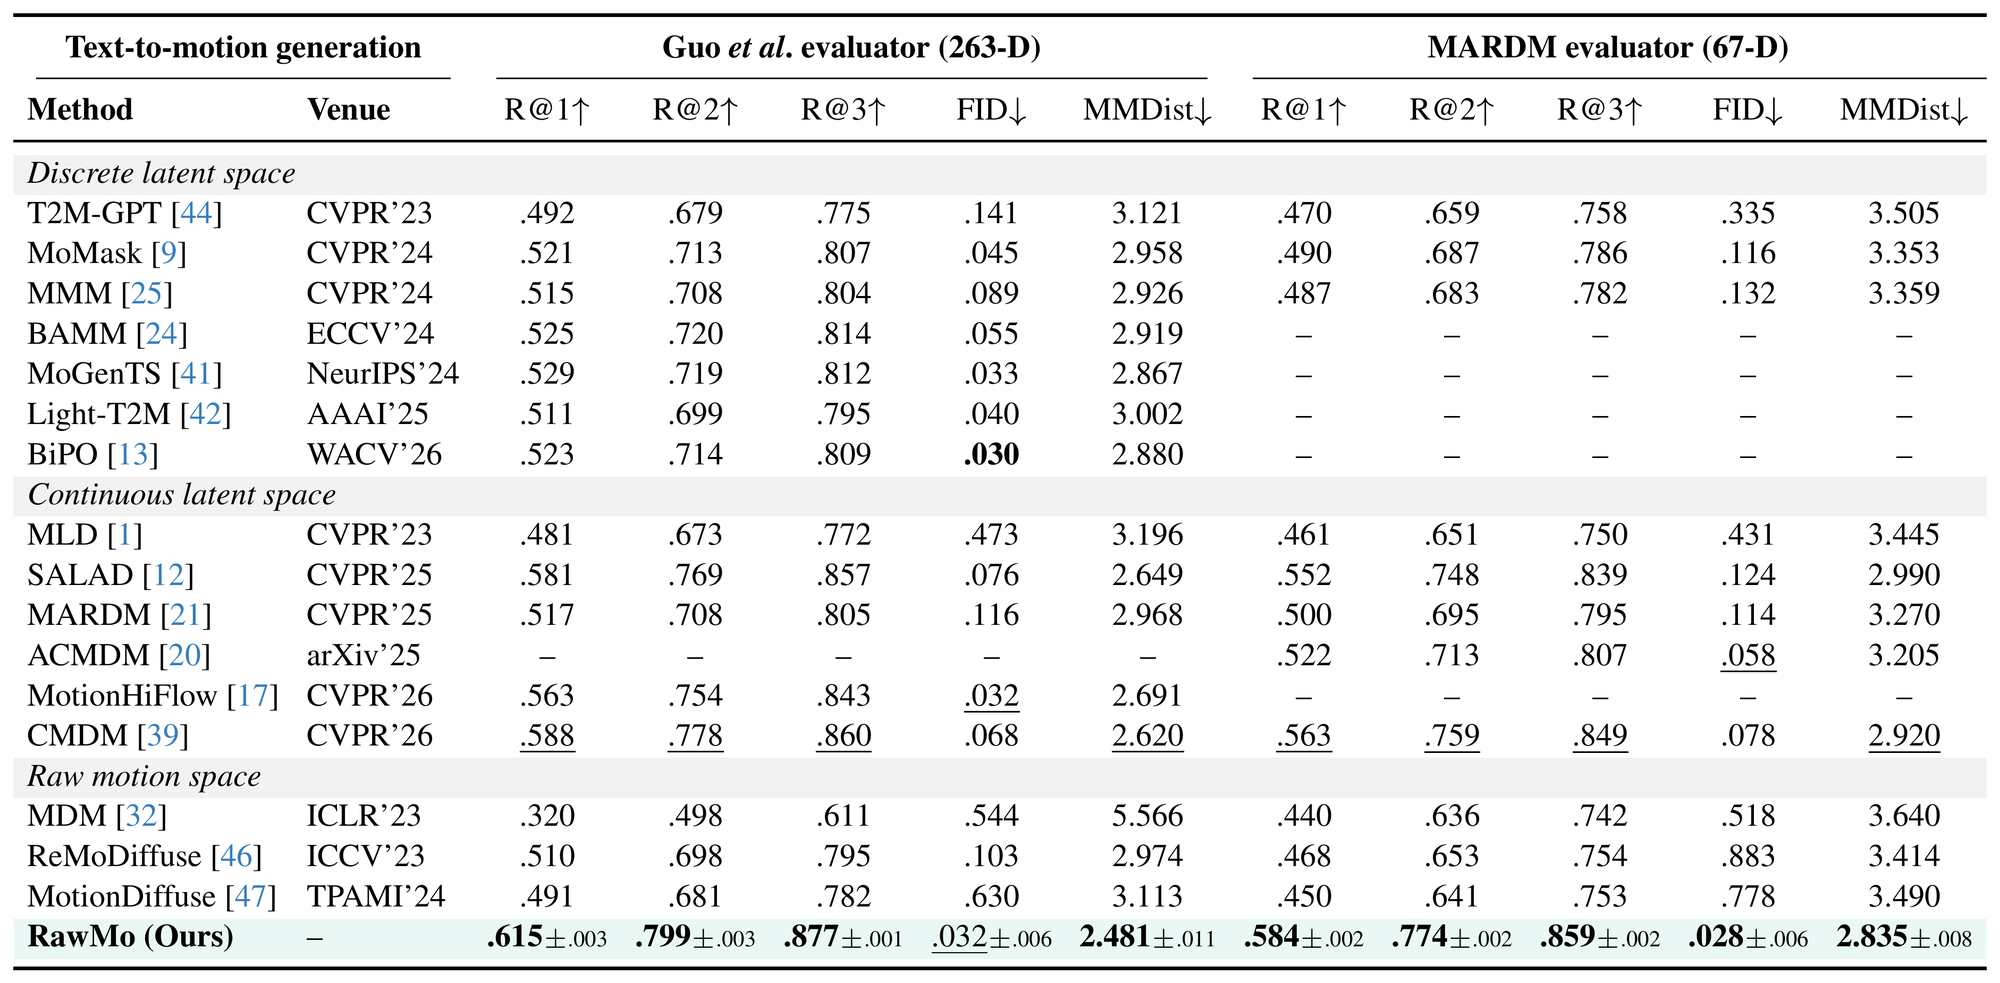 Text-to-motion generation Guo et al. evaluator (263-D) MARDM evaluator (67-D)
Method Venue R@1↑ R@2↑ R@3↑ FID↓ MMDist↓ R@1↑ R@2↑ R@3↑ FID↓ MMDist↓
Discrete latent space
T2M-GPT [44] CVPR’23 .492 .679 .775 .141 3.121 .470 .659 .758 .335 3.505
MoMask [9] CVPR’24 .521 .713 .807 .045 2.958 .490 .687 .786 .116 3.353
MMM [25] CVPR’24 .515 .708 .804 .089 2.926 .487 .683 .782 .132 3.359
BAMM [24] ECCV’24 .525 .720 .814 .055 2.919 – – – – –
MoGenTS [41] NeurIPS’24 .529 .719 .812 .033 2.867 – – – – –
Light-T2M [42] AAAI’25 .511 .699 .795 .040 3.002 – – – – –
BiPO [13] WACV’26 .523 .714 .809 .030 2.880 – – – – –
Continuous latent space
MLD [1] CVPR’23 .481 .673 .772 .473 3.196 .461 .651 .750 .431 3.445
SALAD [12] CVPR’25 .581 .769 .857 .076 2.649 .552 .748 .839 .124 2.990
MARDM [21] CVPR’25 .517 .708 .805 .116 2.968 .500 .695 .795 .114 3.270
ACMDM [20] arXiv’25 – – – – – .522 .713 .807 .058 3.205
MotionHiFlow [17] CVPR’26 .563 .754 .843 .032 2.691 – – – – –
CMDM [39] CVPR’26 .588 .778 .860 .068 2.620 .563 .759 .849 .078 2.920
Raw motion space
MDM [32] ICLR’23 .320 .498 .611 .544 5.566 .440 .636 .742 .518 3.640
ReMoDiffuse [46] ICCV’23 .510 .698 .795 .103 2.974 .468 .653 .754 .883 3.414
MotionDiffuse [47] TPAMI’24 .491 .681 .782 .630 3.113 .450 .641 .753 .778 3.490
RawMo (Ours) – .615±.003 .799±.003 .877±.001 .032±.006 2.481±.011 .584±.002 .774±.002 .859±.002 .028±.006 2.835±.008